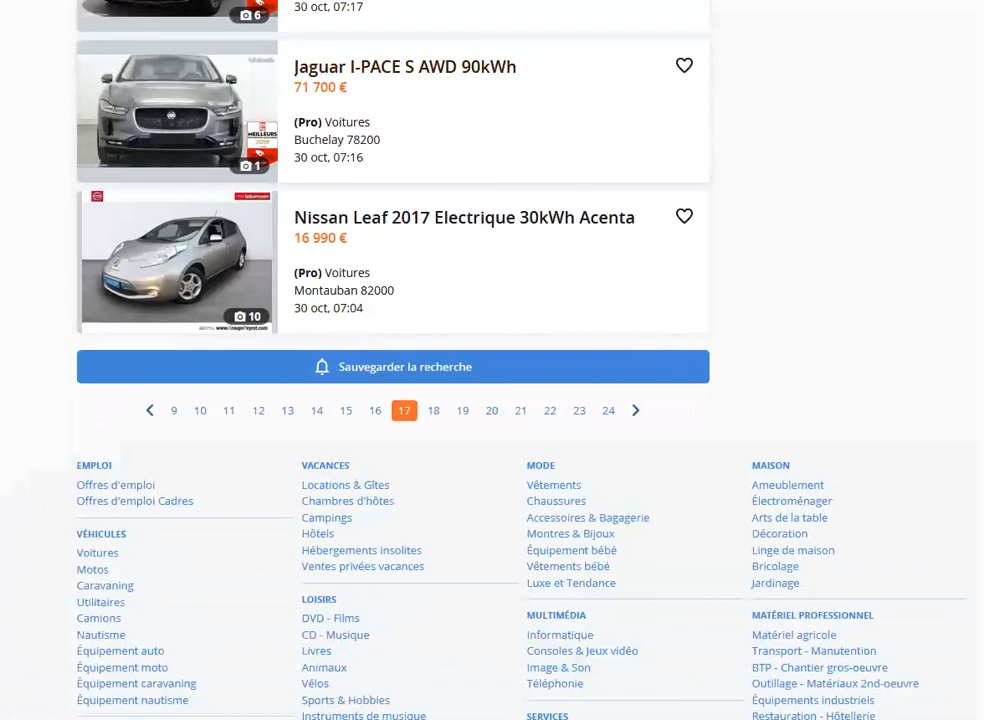 30 oct, 07:17
6
Jaguar I-PACE S AWD 90kWh
71 700 €
(Pro) Voitures
Buchelay 78200
30 oct, 07:16
MEILLEURS
1
Nissan Leaf 2017 Electrique 30kWh Acenta
16 990 €
(Pro) Voitures
Montauban 82000
30 oct, 07:04
10
Sauvegarder la recherche
9 10 11 12 13 14 15 16 17 18 19 20 21 22 23 24
EMPLOI
Offres d'emploi
Offres d'emploi Cadres
VÉHICULES
Voitures
Motos
Caravaning
Utilitaires
Camions
Nautisme
Équipement auto
Équipement moto
Équipement caravaning
Équipement nautisme
VACANCES
Locations & Gîtes
Chambres d'hôtes
Campings
Hôtels
Hébergements insolites
Ventes privées vacances
LOISIRS
DVD - Films
CD - Musique
Livres
Animaux
Vélos
Sports & Hobbies
Instruments de musique
MODE
Vêtements
Chaussures
Accessoires & Bagagerie
Montres & Bijoux
Équipement bébé
Vêtements bébé
Luxe et Tendance
MULTIMÉDIA
Informatique
Consoles & Jeux vidéo
Image & Son
Téléphonie
SERVICES
MAISON
Ameublement
Électroménager
Arts de la table
Décoration
Linge de maison
Bricolage
Jardinage
MATÉRIEL PROFESSIONNEL
Matériel agricole
Transport - Manutention
BTP - Chantier gros-oeuvre
Outillage - Matériaux 2nd-oeuvre
Équipements industriels
Restauration - Hôtellerie